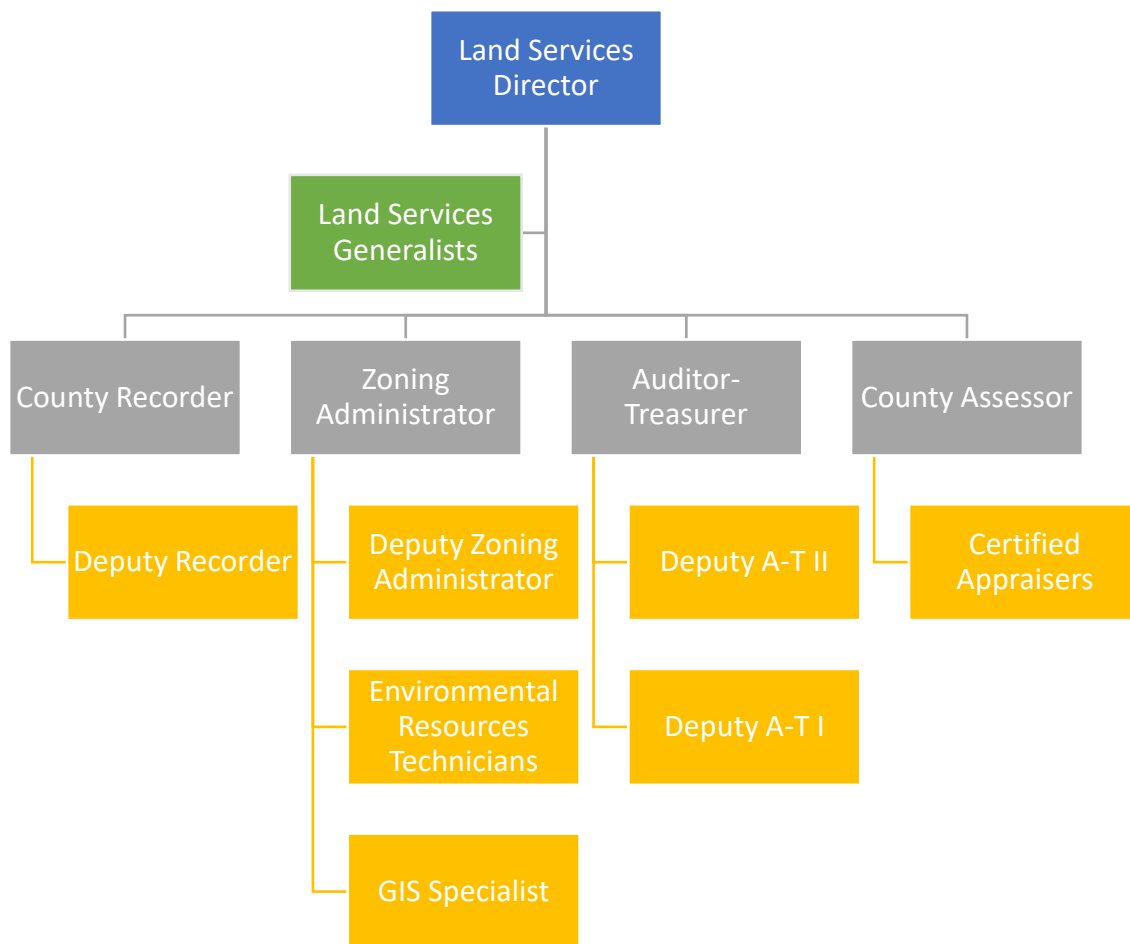 Land Services
Director
Land Services
Generalists
County Recorder
Zoning
Administrator
Auditor-
Treasurer
County Assessor
Deputy Recorder
Deputy Zoning
Administrator
Deputy A-T II
Certified
Appraisers
Environmental
Resources
Technicians
Deputy A-T I
GIS Specialist